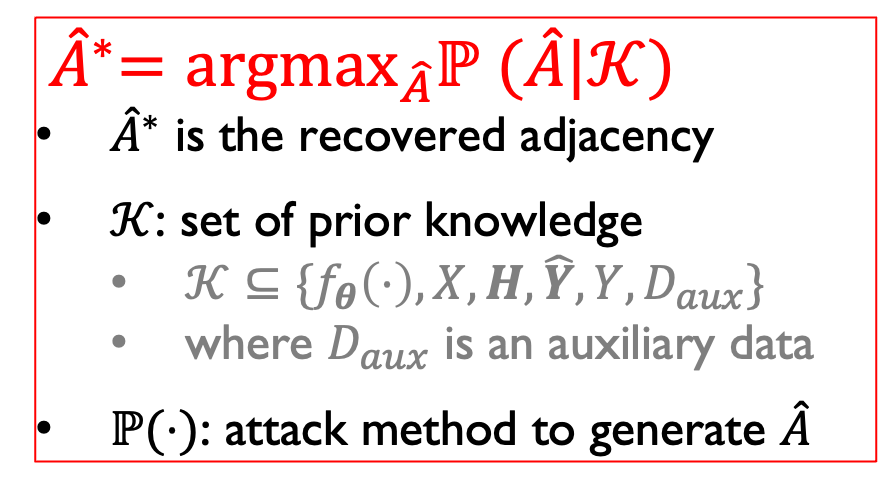 Â* = argmax_Â ℙ (Â|𝒦)
• Â* is the recovered adjacency
• 𝒦: set of prior knowledge
• 𝒦 ⊆ {f_𝜽(·), X, 𝑯, 𝒀̂, Y, D_aux}
• where D_aux is an auxiliary data
• ℙ(·): attack method to generate Â